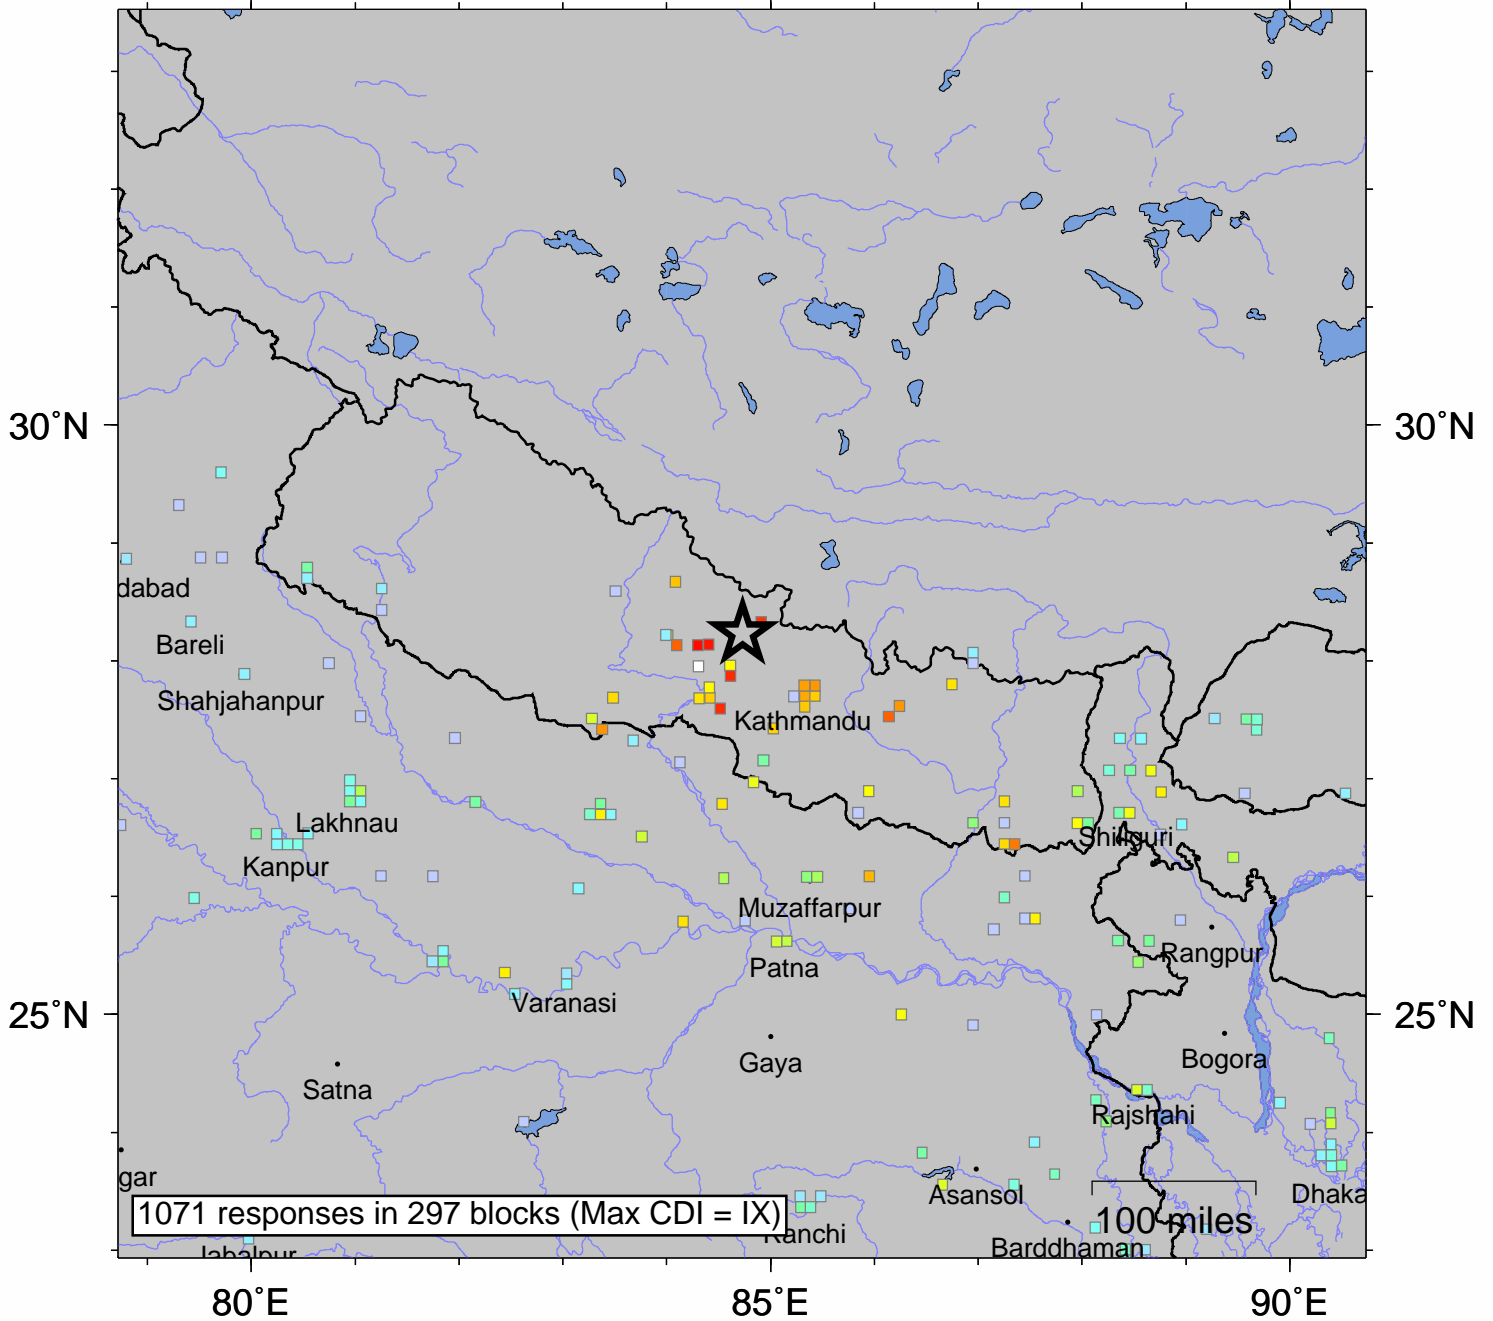 30°N
30°N
dabad
Bareli
Shahjahanpur
Kathmandu
Lakhnau
Shiliguri
Kanpur
Muzaffarpur
Rangpur
Patna
Varanasi
25°N
25°N
Gaya
Bogora
Satna
Rajshahi
gar
Asansol
Dhaka
1071 responses in 297 blocks (Max CDI = IX)
100 miles
Ranchi
Barddhaman
Jabalpur
80°E
85°E
90°E